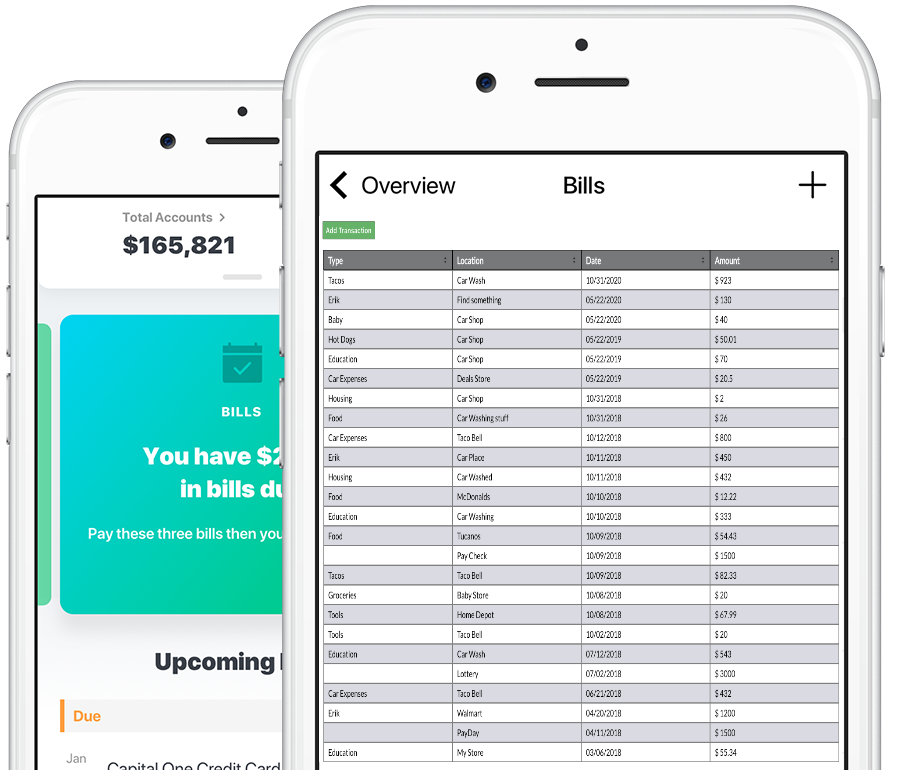 Total Accounts
$165,821
BILLS
You have $2
in bills du
Pay these three bills then you
Upcoming
Due
Jan
Capital One Credit Card
Overview Bills
Add Transaction
Type Location Date Amount
Tacos Car Wash 10/31/2020 $ 923
Erik Find something 05/22/2020 $ 130
Baby Car Shop 05/22/2020 $ 40
Hot Dogs Car Shop 05/22/2019 $ 50.01
Education Car Shop 05/22/2019 $ 70
Car Expenses Deals Store 05/22/2019 $ 20.5
Housing Car Shop 10/31/2018 $ 2
Food Car Washing stuff 10/31/2018 $ 26
Car Expenses Taco Bell 10/12/2018 $ 800
Erik Car Place 10/11/2018 $ 450
Housing Car Washed 10/11/2018 $ 432
Food McDonalds 10/10/2018 $ 12.22
Education Car Washing 10/10/2018 $ 333
Food Tucanos 10/09/2018 $ 54.43
Pay Check 10/09/2018 $ 1500
Tacos Taco Bell 10/09/2018 $ 82.33
Groceries Baby Store 10/08/2018 $ 20
Tools Home Depot 10/08/2018 $ 67.99
Tools Taco Bell 10/02/2018 $ 20
Education Car Wash 07/12/2018 $ 543
Lottery 07/02/2018 $ 3000
Car Expenses Taco Bell 06/21/2018 $ 432
Erik Walmart 04/20/2018 $ 1200
PayDay 04/11/2018 $ 1500
Education My Store 03/06/2018 $ 55.34